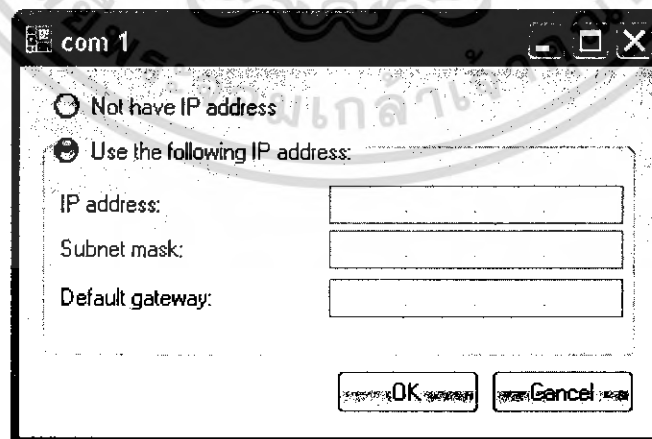 com 1
Not have IP address
Use the following IP address:
IP address:
Subnet mask:
Default gateway:
OK
Cancel